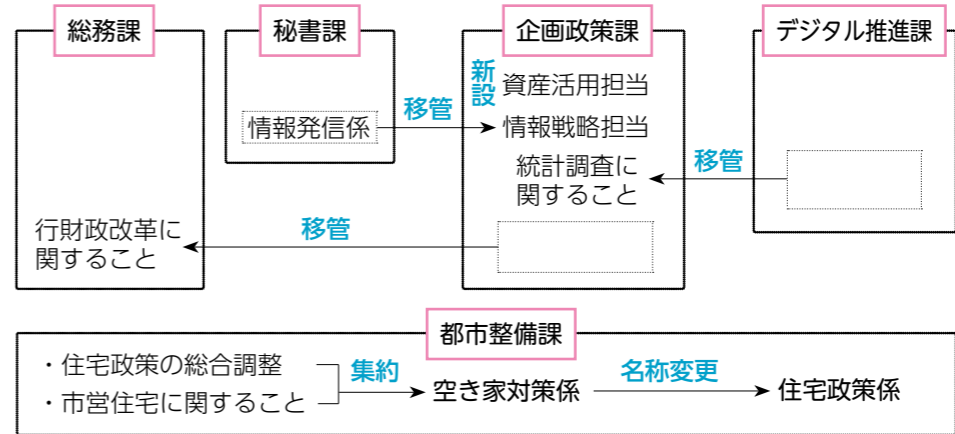 総務課
秘書課
企画政策課
デジタル推進課
新設
資産活用担当
情報発信係
移管
情報戦略担当
統計調査に
関すること
移管
行財政改革に
関すること
移管
都市整備課
・住宅政策の総合調整
・市営住宅に関すること
集約
空き家対策係
名称変更
住宅政策係